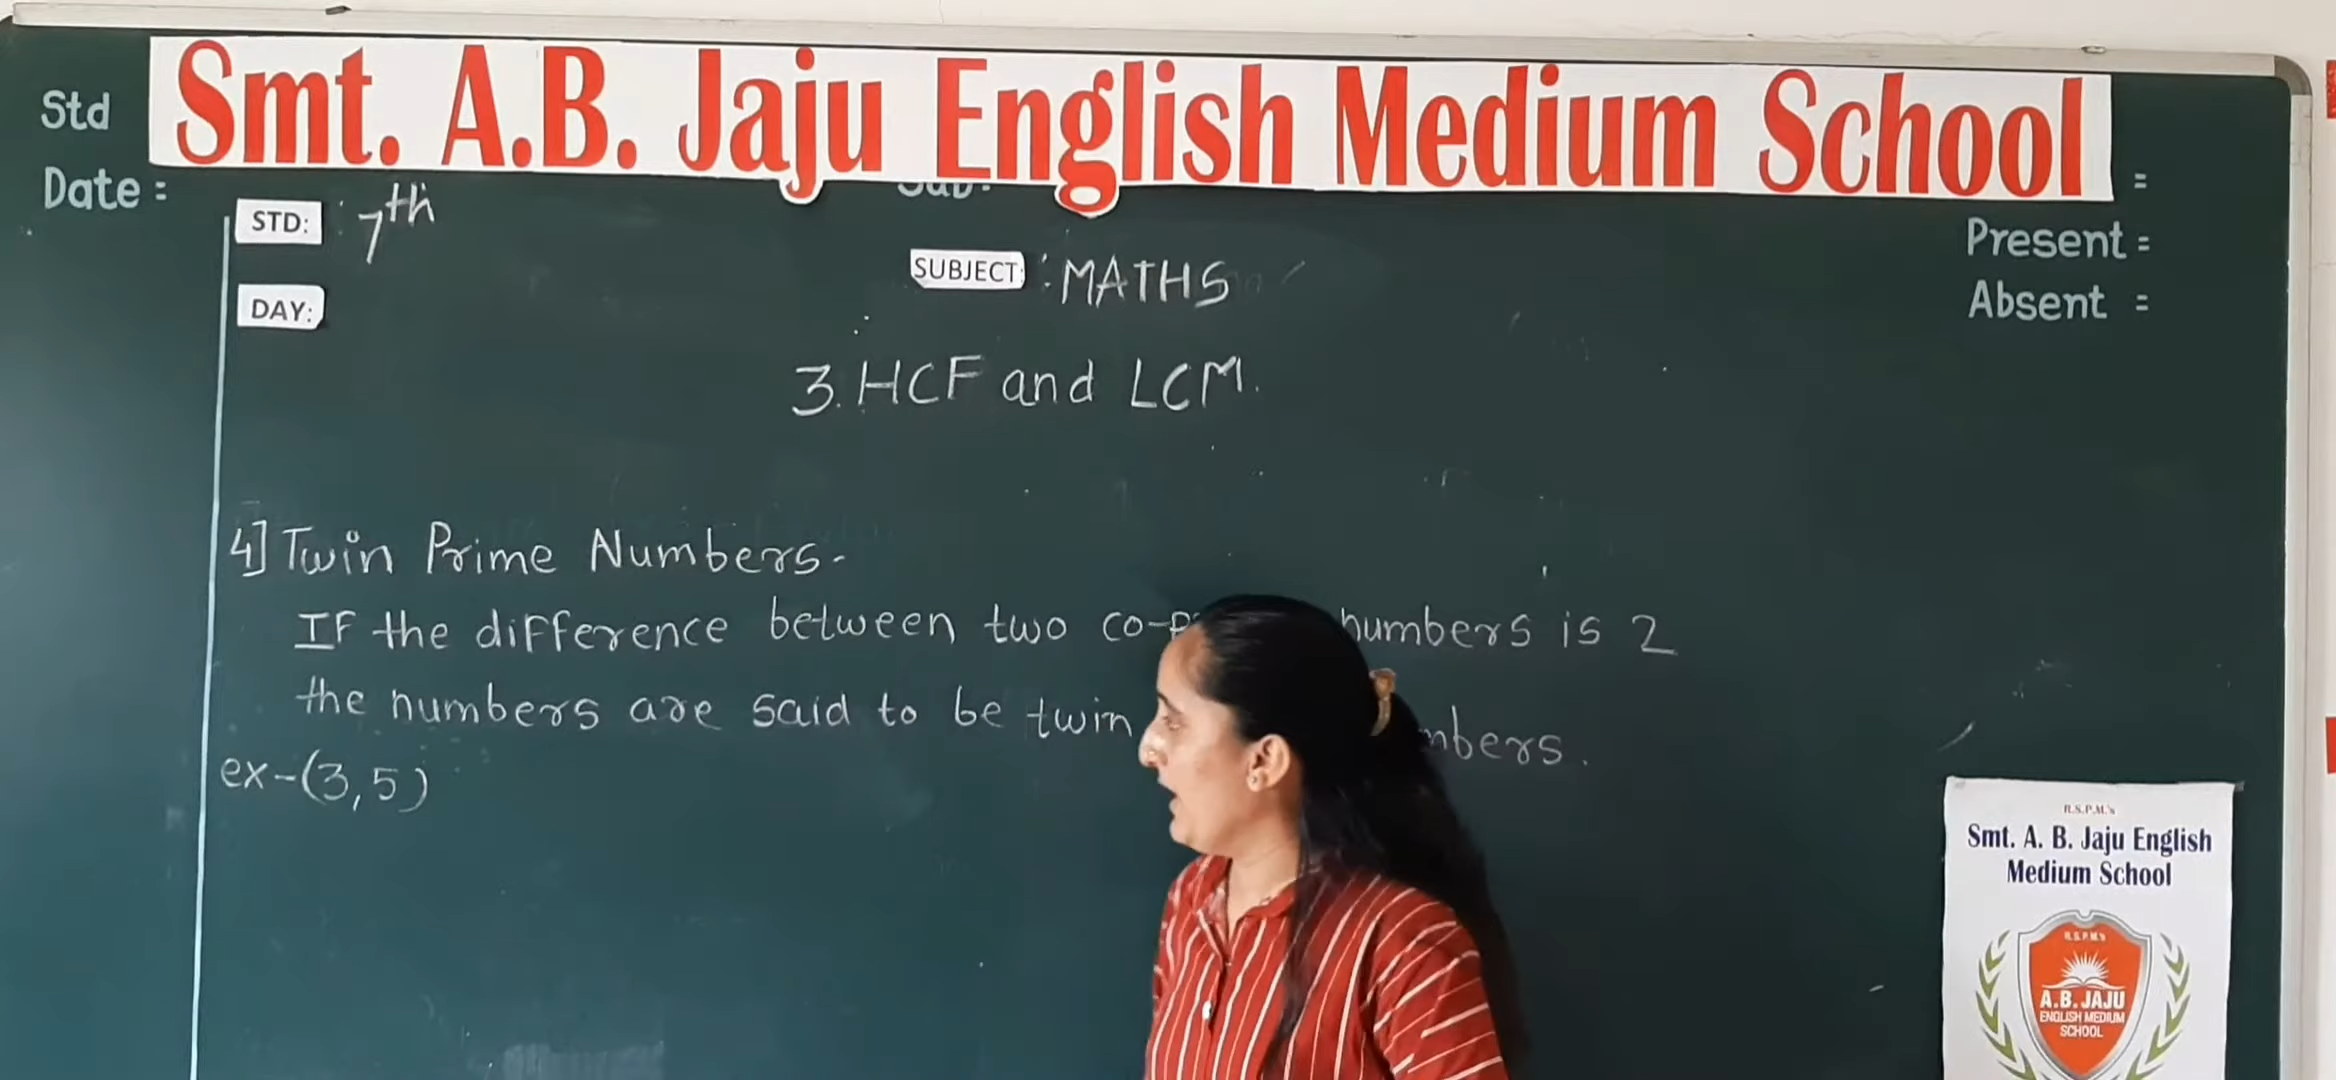 Smt. A.B. Jaju English Medium School
Std
Date :
=
Present =
Absent =
STD: : 7th
SUBJECT : MATHS
DAY:
3. HCF and LCM.
4] Twin Prime Numbers-
IF the difference between two co- numbers is 2
the numbers are said to be twin
ex-(3,5)
R.S.P.M.'s
Smt. A. B. Jaju English
Medium School
R.S.P.M's
A.B. JAJU
ENGLISH MEDIUM
SCHOOL